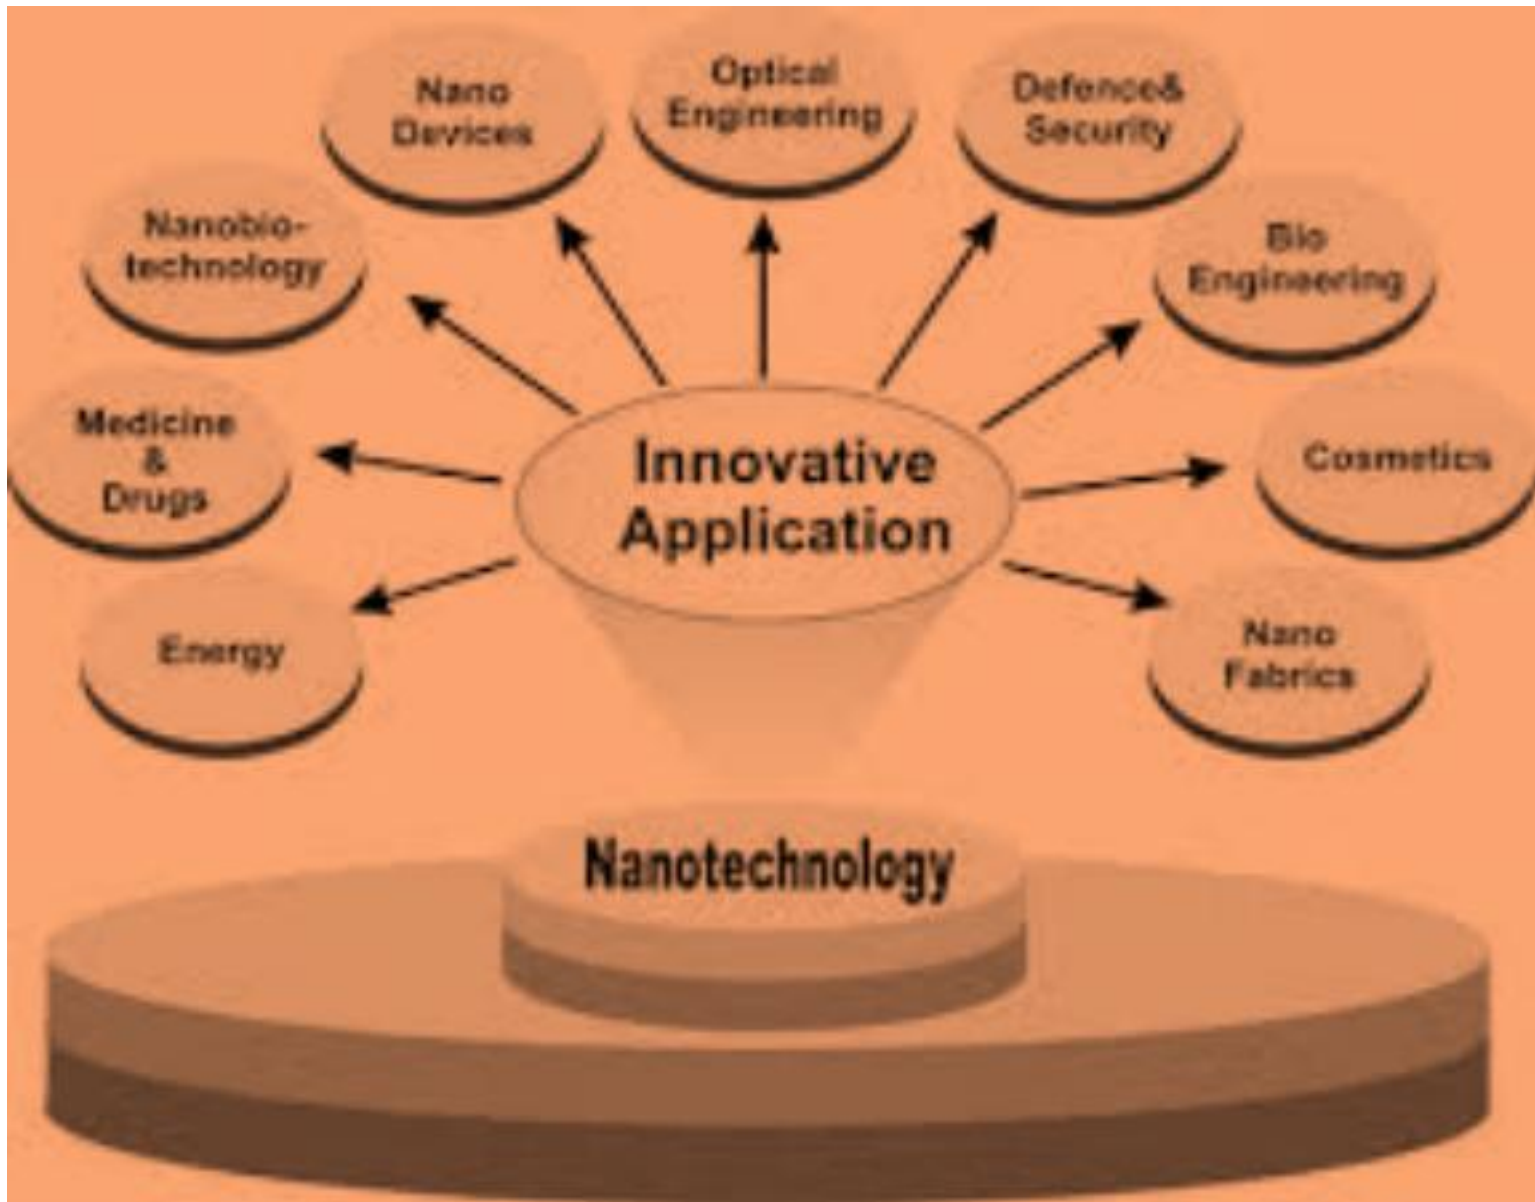 Nano
Devices
Optical
Engineering
Defence&
Security
Nanobio-
technology
Bio
Engineering
Medicine
&
Drugs
Innovative
Application
Cosmetics
Energy
Nano
Fabrics
Nanotechnology